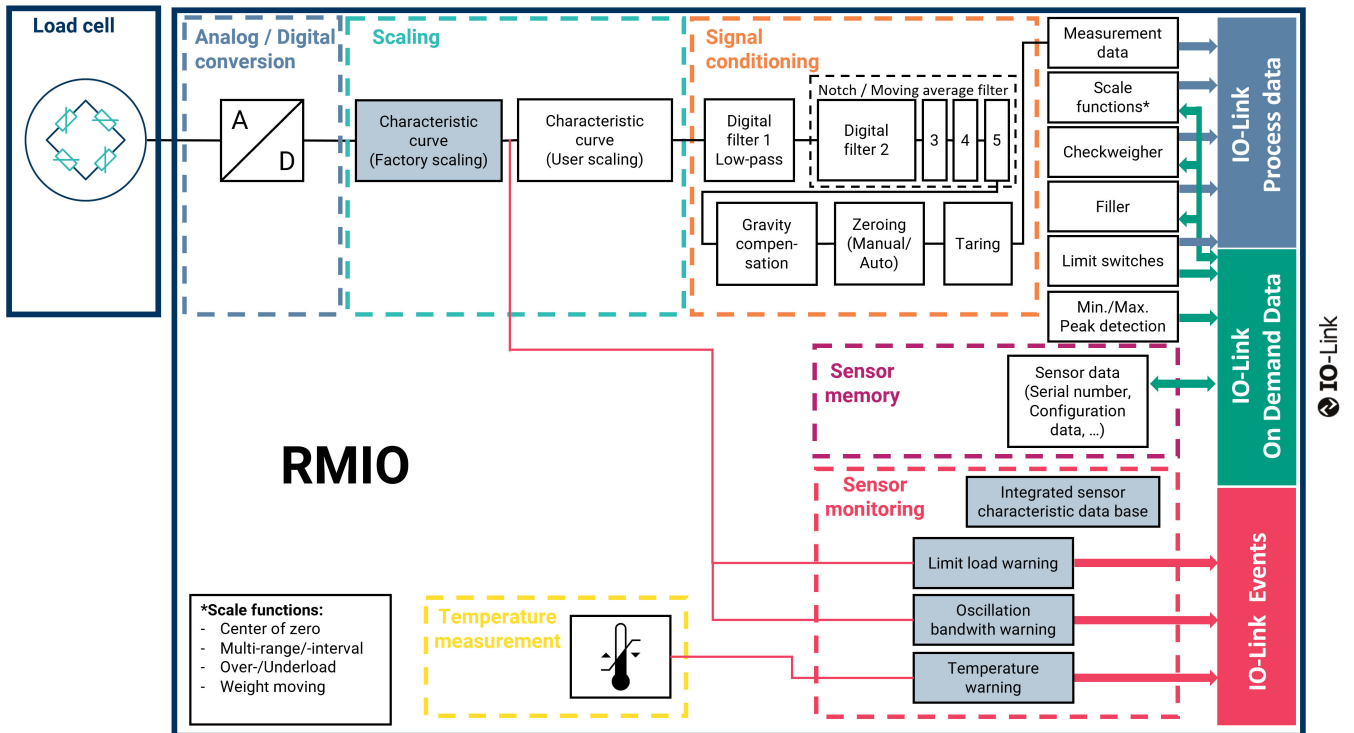 Load cell
Analog / Digital
conversion
A
D
Scaling
Characteristic
curve
(Factory scaling)
Characteristic
curve
(User scaling)
Signal
conditioning
Digital
filter 1
Low-pass
Notch / Moving average filter
Digital
filter 2
3
4
5
Gravity
compen-
sation
Zeroing
(Manual/
Auto)
Taring
Measurement
data
Scale
functions*
Checkweigher
Filler
Limit switches
Min./Max.
Peak detection
IO-Link
Process data
IO-Link
On Demand Data
IO-Link Events
IO-Link
Sensor
memory
Sensor data
(Serial number,
Configuration
data, ...)
RMIO
Sensor
monitoring
Integrated sensor
characteristic data base
Limit load warning
Oscillation
bandwith warning
Temperature
warning
Temperature
measurement
*Scale functions:
- Center of zero
- Multi-range/-interval
- Over-/Underload
- Weight moving